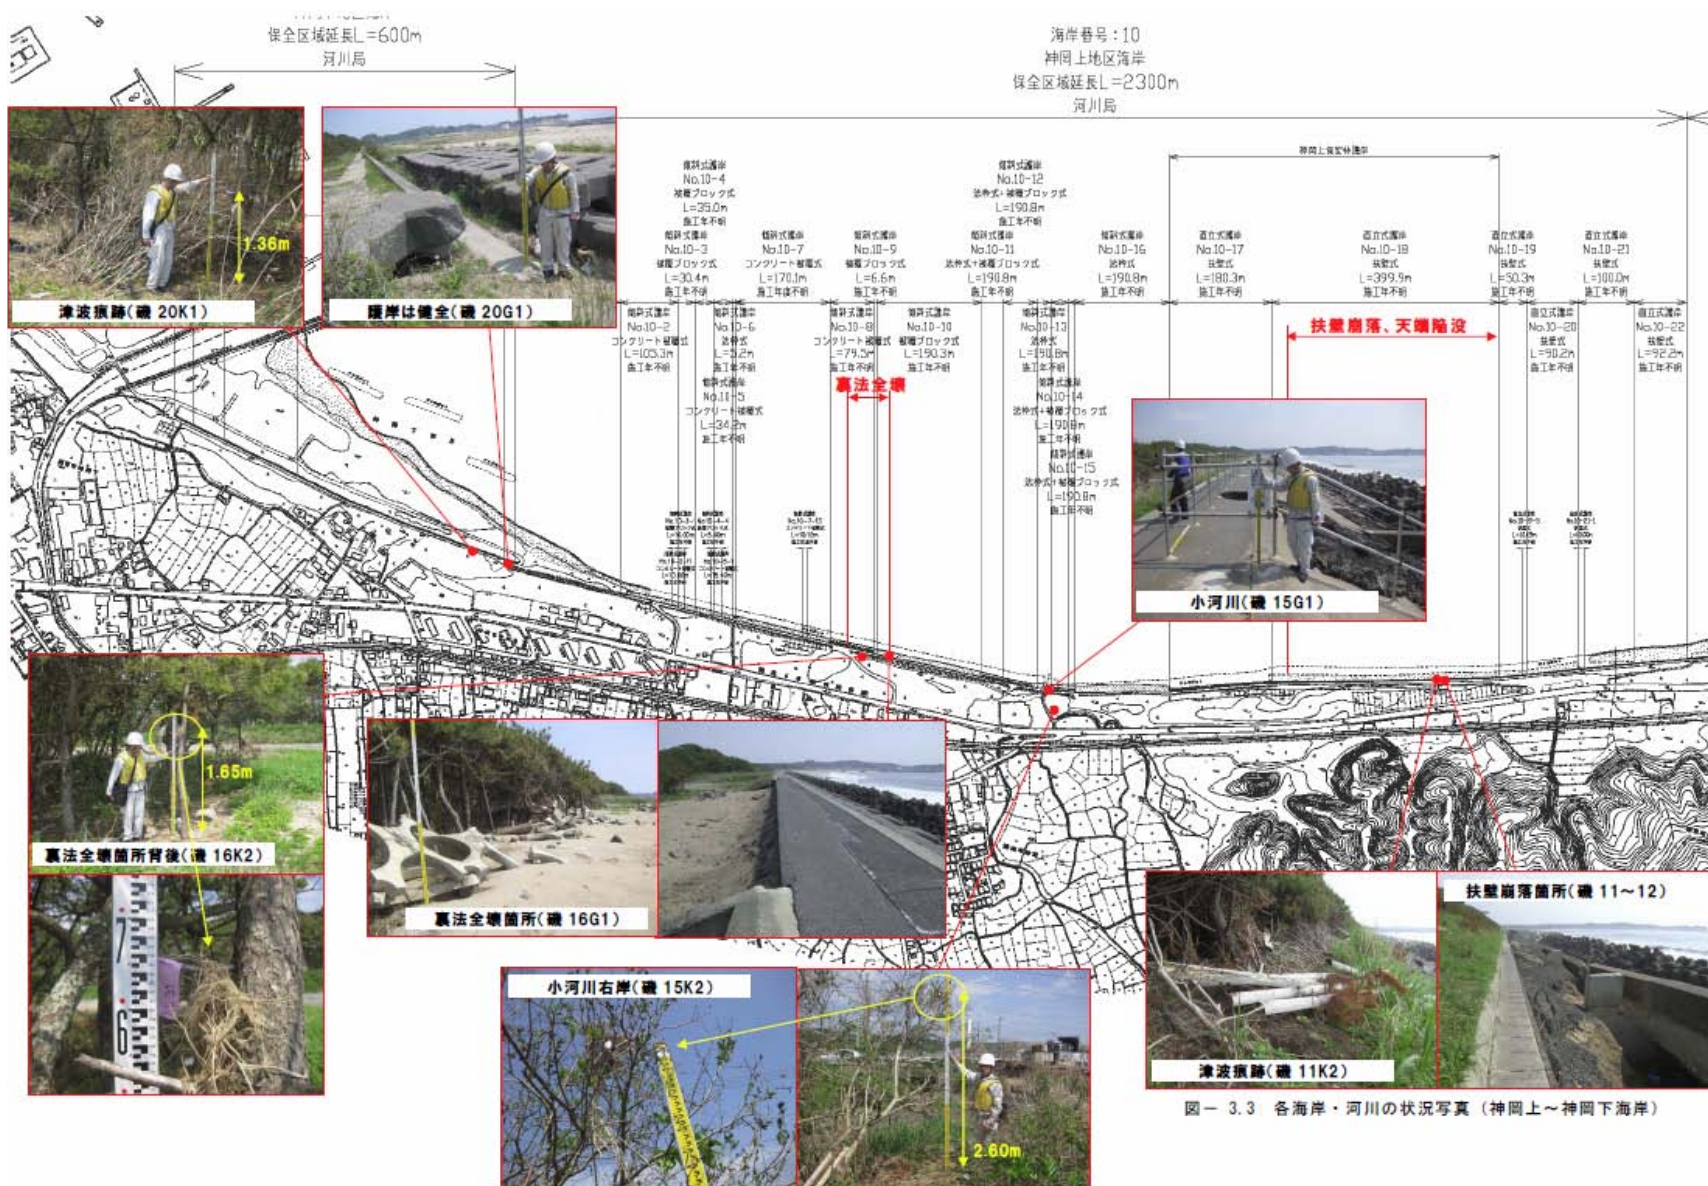 保全区域延長L=600m
河川局
海岸番号：10
神岡上地区海岸
保全区域延長L=2300m
河川局
神岡上保安林護岸
傾斜式護岸
No.10-4
被覆ブロック式
L=35.0m
施工年不明
傾斜式護岸
No.10-12
法枠式+被覆ブロック式
L=190.8m
施工年不明
傾斜式護岸
No.10-3
被覆ブロック式
L=30.4m
施工年不明
傾斜式護岸
No.10-7
コンクリート被覆式
L=170.1m
施工年度不明
傾斜式護岸
No.10-9
被覆ブロック式
L=6.6m
施工年不明
傾斜式護岸
No.10-11
法枠式+被覆ブロック式
L=190.8m
施工年不明
傾斜式護岸
No.10-16
法枠式
L=190.8m
施工年不明
直立式護岸
No.10-17
扶壁式
L=180.3m
施工年不明
直立式護岸
No.10-18
扶壁式
L=399.9m
施工年不明
直立式護岸
No.10-19
扶壁式
L=50.3m
施工年不明
直立式護岸
No.10-21
扶壁式
L=100.0m
施工年不明
傾斜式護岸
No.10-2
コンクリート被覆式
L=105.3m
施工年不明
傾斜式護岸
No.10-6
法枠式
L=5.2m
施工年不明
傾斜式護岸
No.10-8
コンクリート被覆式
L=79.5m
施工年不明
傾斜式護岸
No.10-10
被覆ブロック式
L=190.3m
施工年不明
傾斜式護岸
No.10-13
L=190.8m
施工年不明
直立式護岸
No.10-20
扶壁式
L=90.2m
施工年不明
直立式護岸
No.10-22
扶壁式
L=92.2m
施工年不明
傾斜式護岸
No.10-5
コンクリート被覆式
L=34.2m
施工年不明
傾斜式護岸
No.10-14
法枠式+被覆ブロック式
L=190.8m
施工年不明
傾斜式護岸
No.10-15
法枠式+被覆ブロック式
L=190.8m
施工年不明
扶壁崩落、天端陥没
裏法全壊
1.36m
津波痕跡(磯 20K1)
護岸は健全(磯 20G1)
小河川(磯 15G1)
1.65m
裏法全壊箇所背後(磯 16K2)
7
6
裏法全壊箇所(磯 16G1)
小河川右岸(磯 15K2)
2.60m
津波痕跡(磯 11K2)
扶壁崩落箇所(磯 11～12)
図－ 3.3 各海岸・河川の状況写真（神岡上～神岡下海岸）